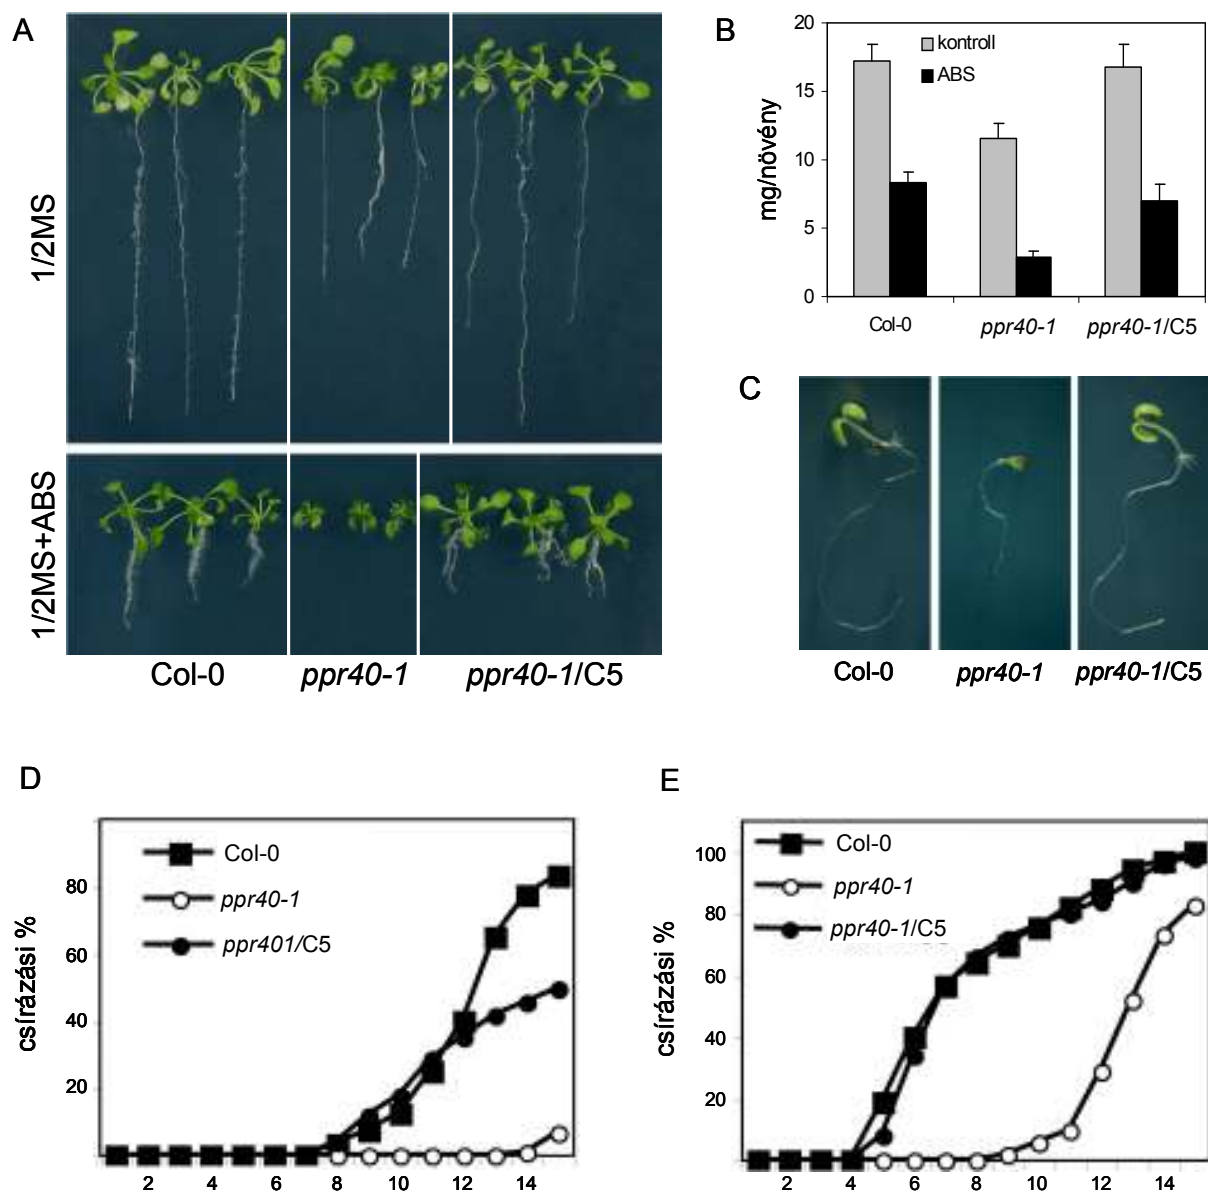 A
1/2MS
1/2MS+ABS
Col-0
ppr40-1
ppr40-1/C5
B
mg/növény
20
15
10
5
0
kontroll
ABS
Col-0
ppr40-1
ppr40-1/C5
C
Col-0
ppr40-1
ppr40-1/C5
D
csírázási %
80
60
40
20
Col-0
ppr40-1
ppr401/C5
2 4 6 8 10 12 14
E
csírázási %
100
80
60
40
20
Col-0
ppr40-1
ppr40-1/C5
2 4 6 8 10 12 14